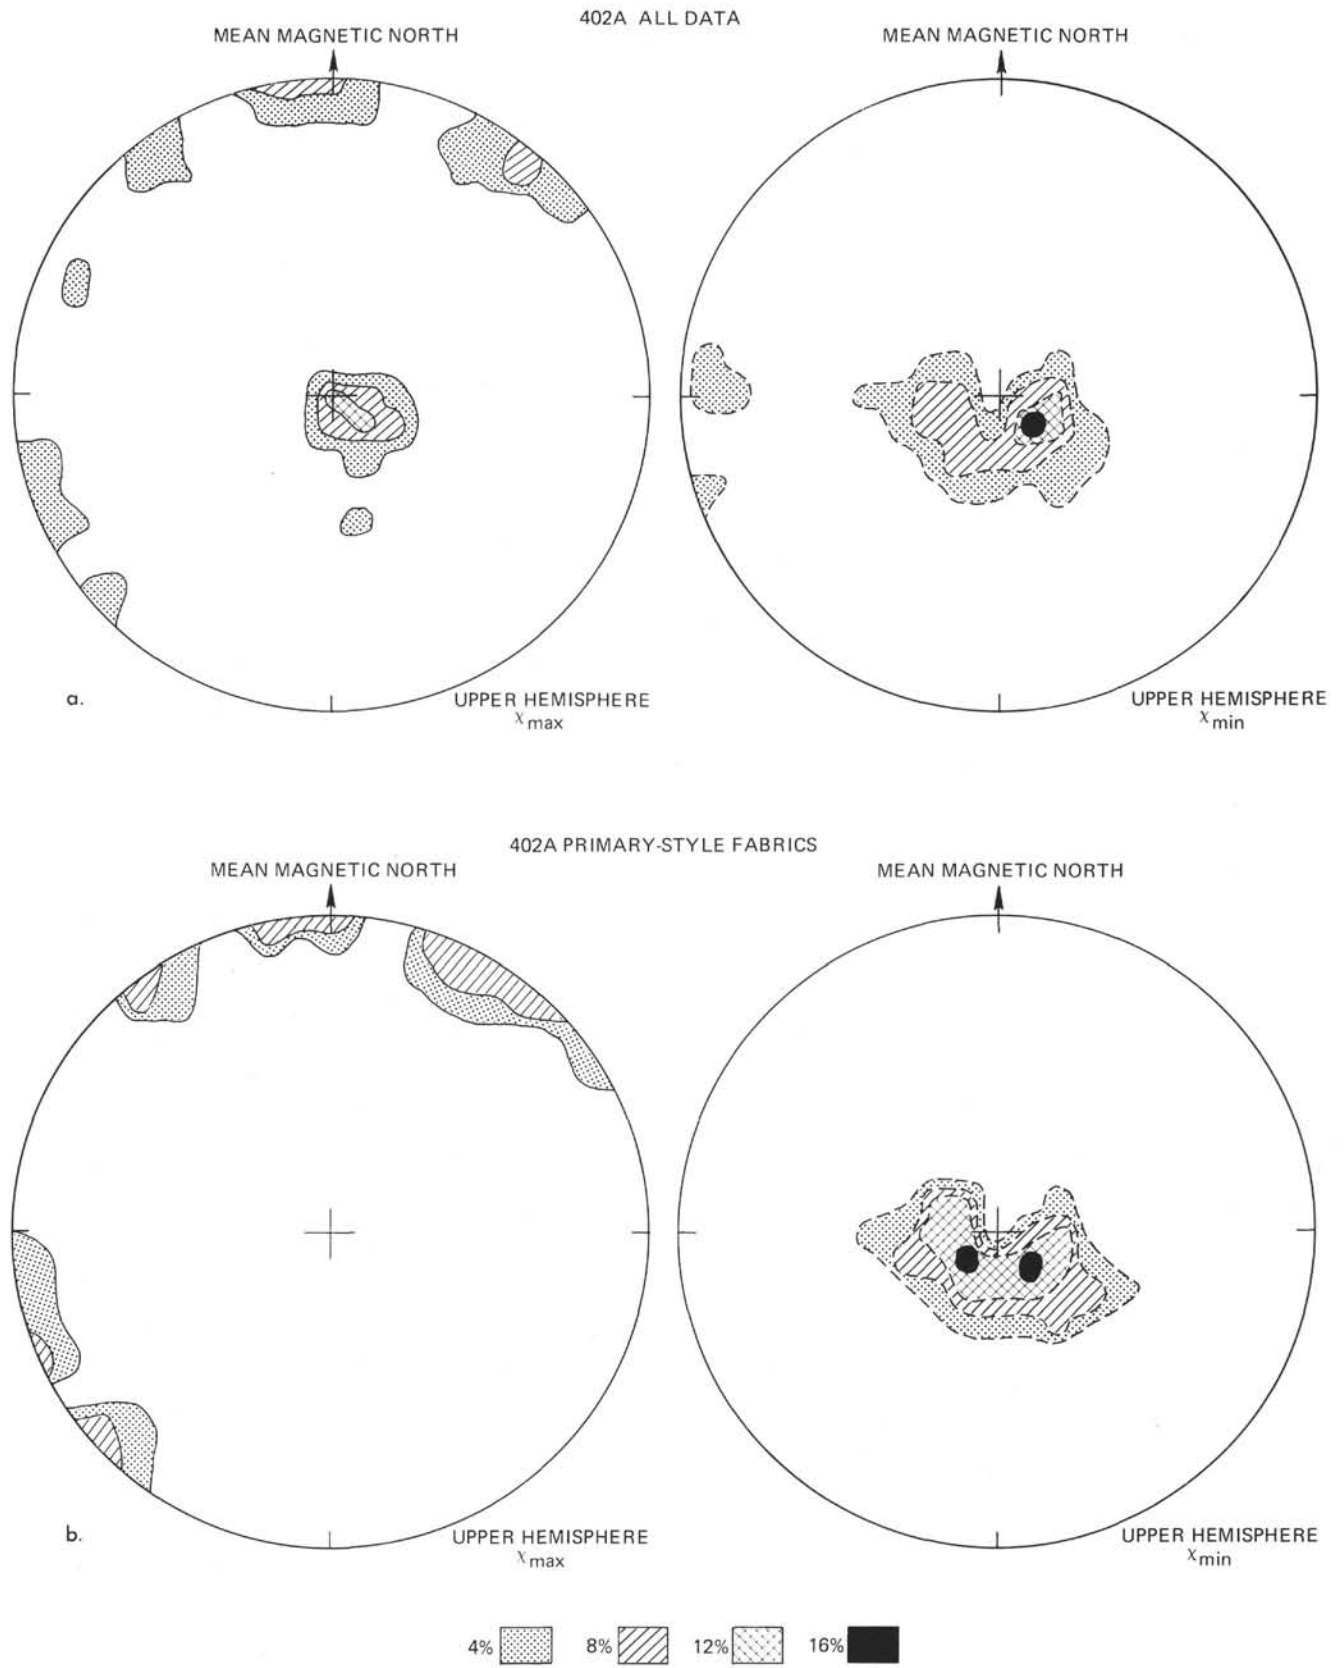 402A ALL DATA
MEAN MAGNETIC NORTH
MEAN MAGNETIC NORTH
a.
UPPER HEMISPHERE
χmax
UPPER HEMISPHERE
χmin
402A PRIMARY-STYLE FABRICS
MEAN MAGNETIC NORTH
MEAN MAGNETIC NORTH
b.
UPPER HEMISPHERE
χmax
UPPER HEMISPHERE
χmin
4% 8% 12% 16%